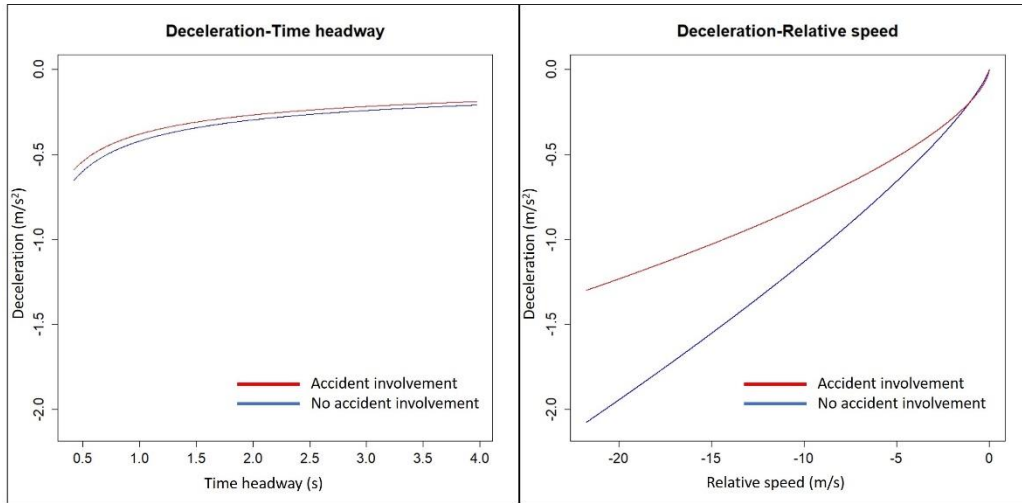 Deceleration-Time headway
Deceleration (m/s²)
0.0
-0.5
-1.0
-1.5
-2.0
Accident involvement
No accident involvement
0.5 1.0 1.5 2.0 2.5 3.0 3.5 4.0
Time headway (s)
Deceleration-Relative speed
Deceleration (m/s²)
0.0
-0.5
-1.0
-1.5
-2.0
Accident involvement
No accident involvement
-20 -15 -10 -5 0
Relative speed (m/s)